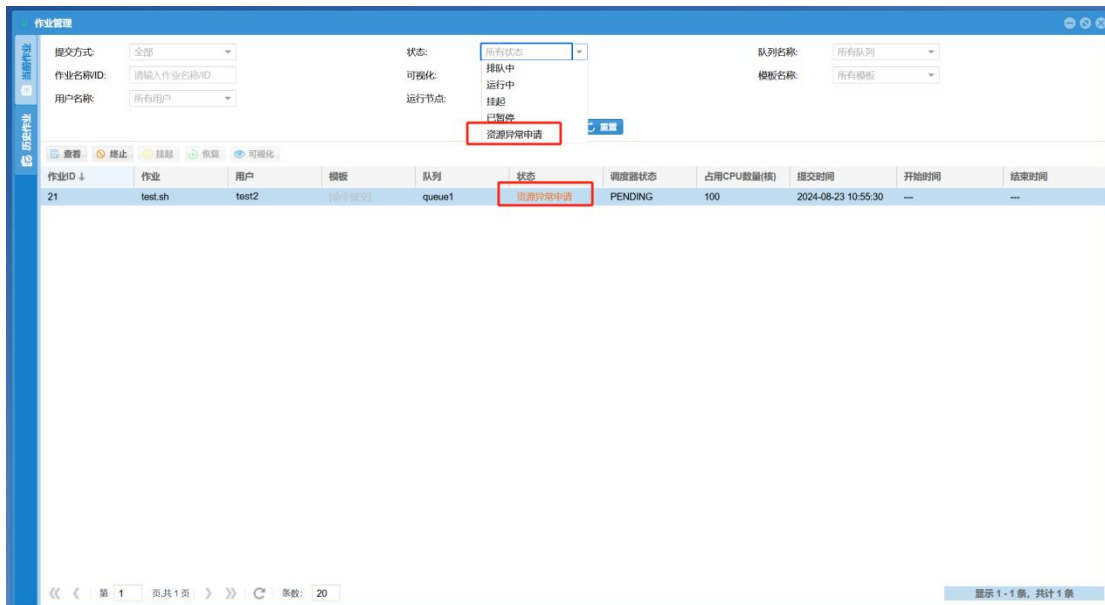 作业管理
当前作业
历史作业
提交方式: 全部 状态: 所有状态 队列名称: 所有队列
作业名称/ID: 请输入作业名称/ID 可视化: 模板名称: 所有模板
用户名称: 所有用户 运行节点:
排队中
运行中
挂起
已暂停
资源异常申请
重置
查看 终止 挂起 恢复 可视化
作业ID↓ 作业 用户 模板 队列 状态 调度器状态 占用CPU数量(核) 提交时间 开始时间 结束时间
21 test.sh test2 [命令提交] queue1 资源异常申请 PENDING 100 2024-08-23 10:55:30 --- ---
第 1 页,共1页 条数: 20 显示 1 - 1 条, 共计 1 条